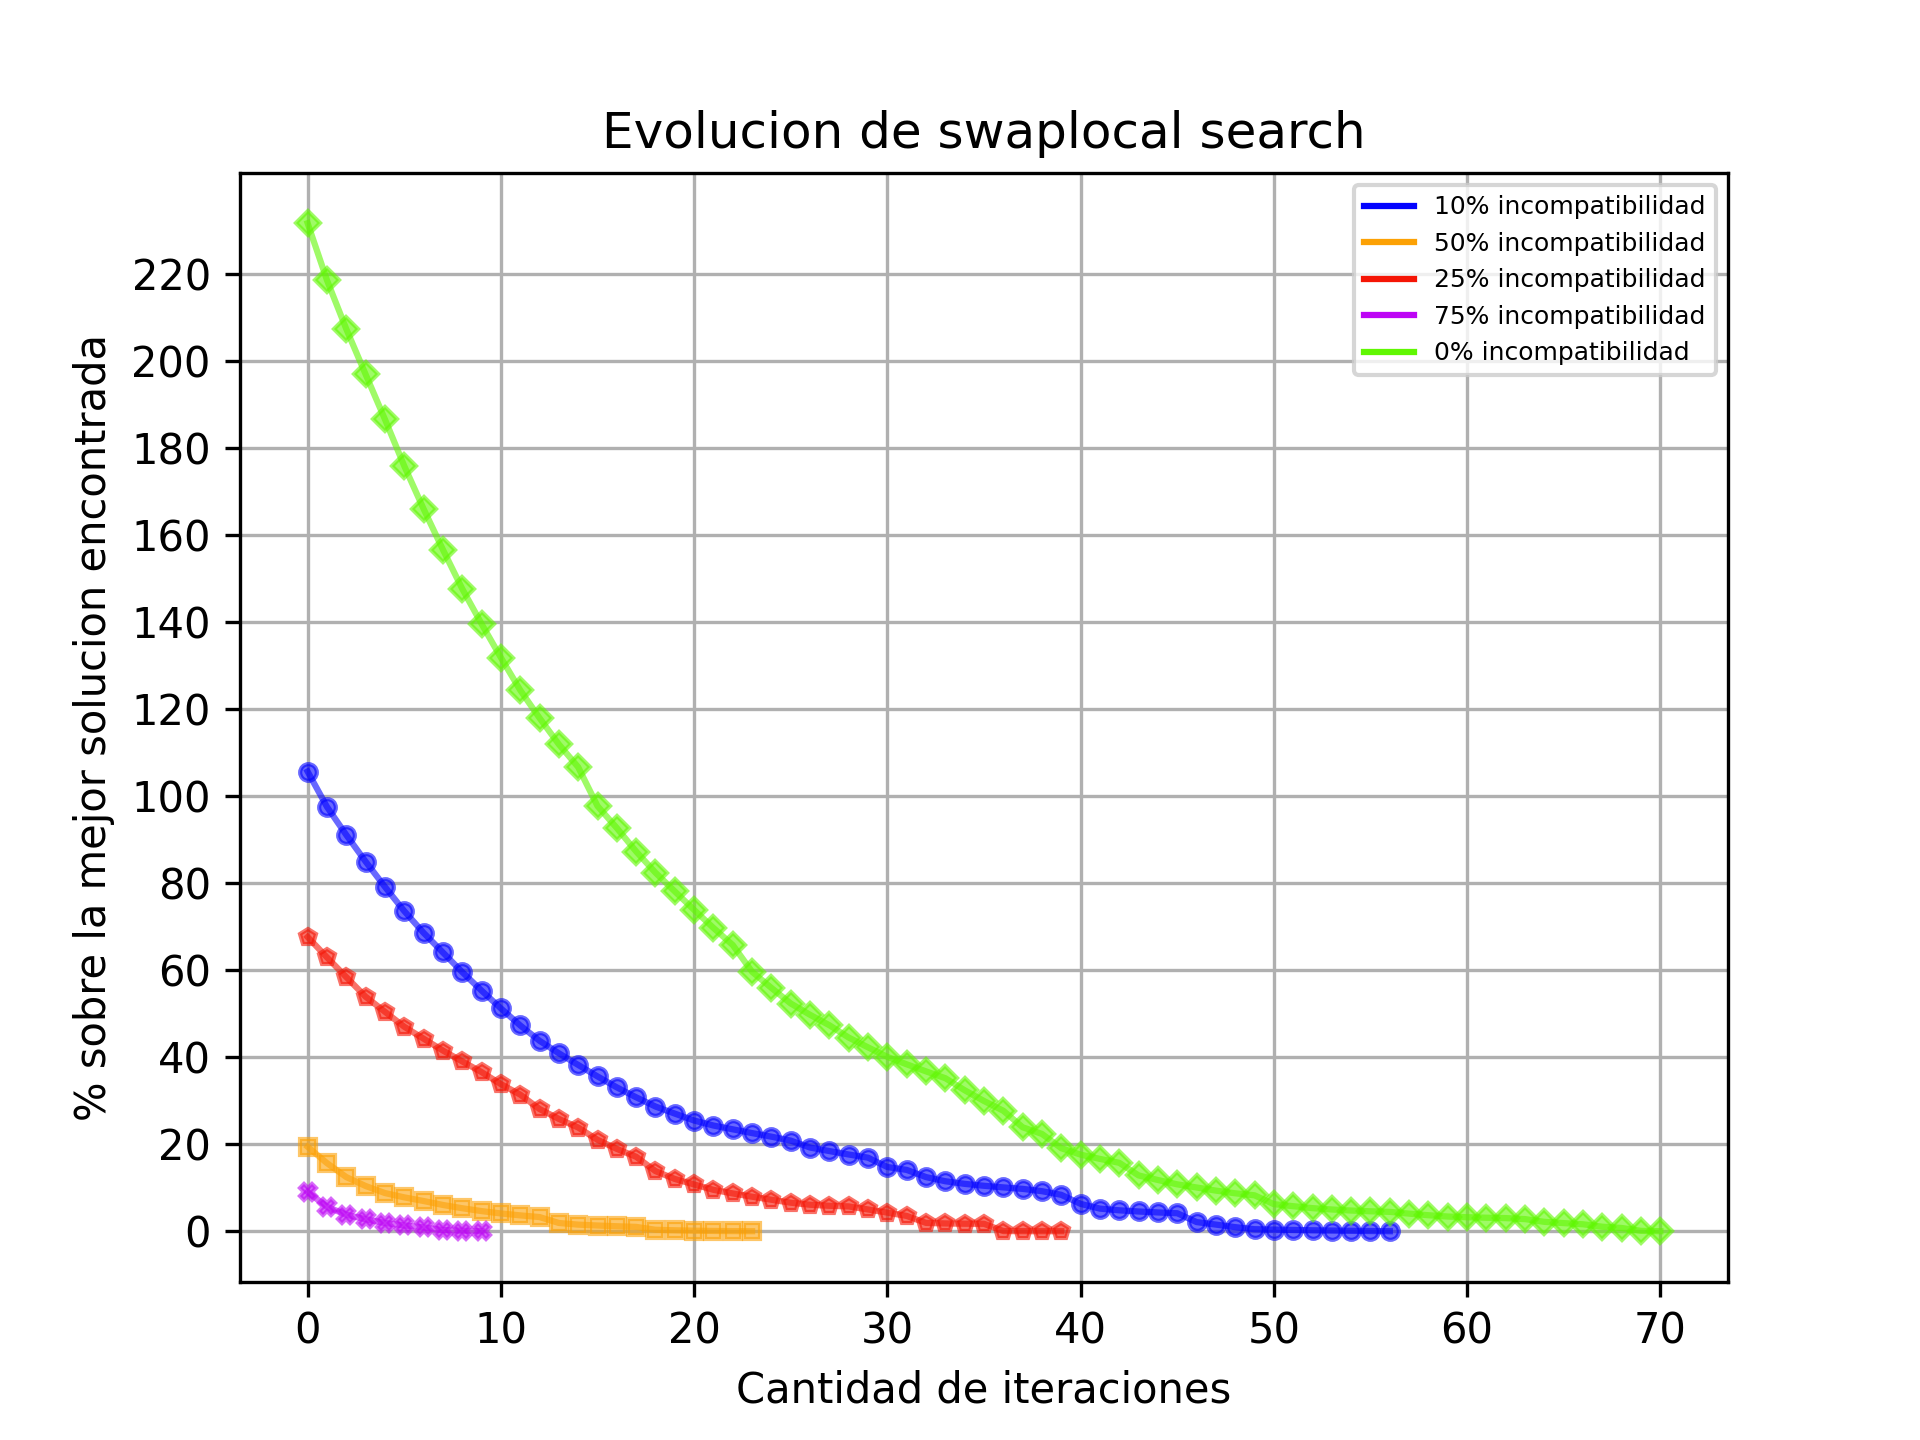 Evolucion de swaplocal search
10% incompatibilidad
50% incompatibilidad
25% incompatibilidad
75% incompatibilidad
0% incompatibilidad
% sobre la mejor solucion encontrada
220
200
180
160
140
120
100
80
60
40
20
0
0 10 20 30 40 50 60 70
Cantidad de iteraciones